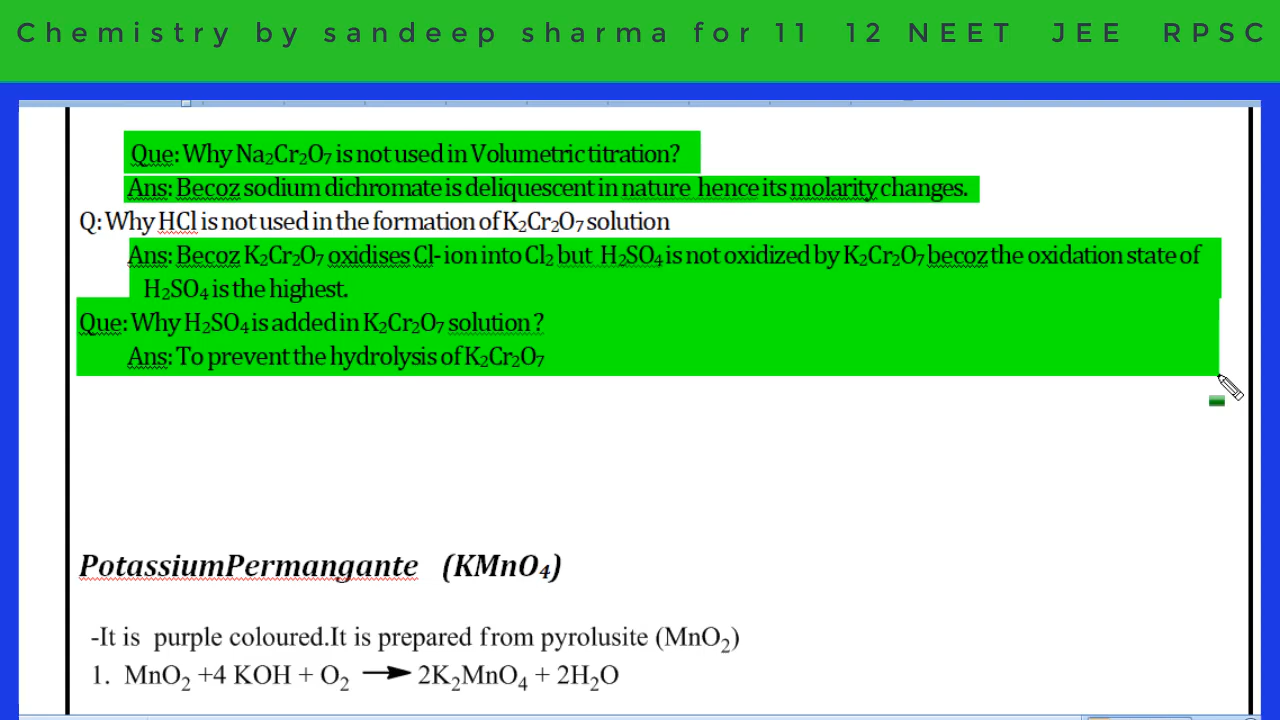 Chemistry by sandeep sharma for 11 12 NEET JEE RPSC
Que: Why Na₂Cr₂O₇ is not used in Volumetric titration?
Ans: Becoz sodium dichromate is deliquescent in nature hence its molarity changes.
Q: Why HCl is not used in the formation of K₂Cr₂O₇ solution
Ans: Becoz K₂Cr₂O₇ oxidises Cl- ion into Cl₂ but H₂SO₄ is not oxidized by K₂Cr₂O₇ becoz the oxidation state of
H₂SO₄ is the highest.
Que: Why H₂SO₄ is added in K₂Cr₂O₇ solution ?
Ans: To prevent the hydrolysis of K₂Cr₂O₇
PotassiumPermangante (KMnO₄)
-It is purple coloured.It is prepared from pyrolusite (MnO₂)
1. MnO₂ +4 KOH + O₂ → 2K₂MnO₄ + 2H₂O